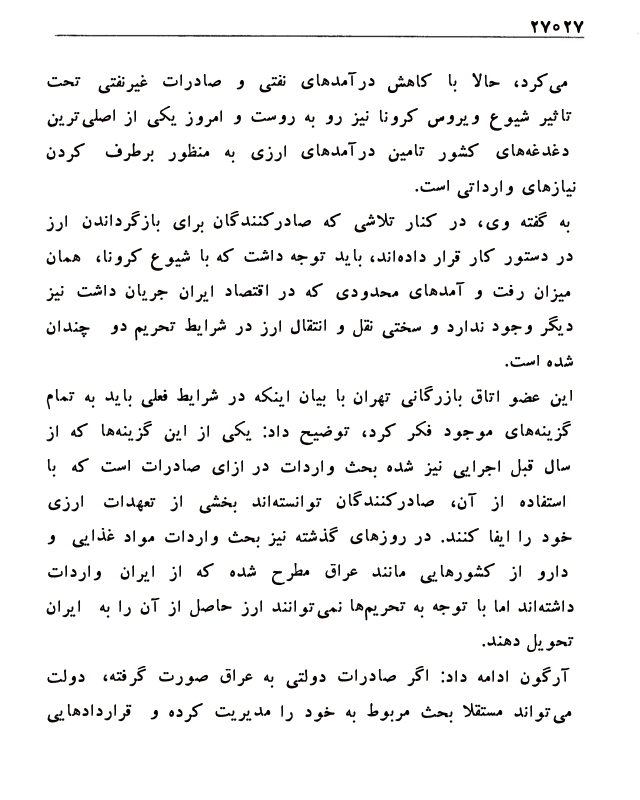 ۲۷۰۲۷
می‌کرد، حالا با کاهش درآمدهای نفتی و صادرات غیرنفتی تحت
تاثیر شیوع ویروس کرونا نیز رو به روست و امروز یکی از اصلی‌ترین
دغدغه‌های کشور تامین درآمدهای ارزی به منظور برطرف کردن
نیازهای وارداتی است.
به گفته وی، در کنار تلاشی که صادرکنندگان برای بازگرداندن ارز
در دستور کار قرار داده‌اند، باید توجه داشت که با شیوع کرونا، همان
میزان رفت و آمدهای محدودی که در اقتصاد ایران جریان داشت نیز
دیگر وجود ندارد و سختی نقل و انتقال ارز در شرایط تحریم دو چندان
شده است.
این عضو اتاق بازرگانی تهران با بیان اینکه در شرایط فعلی باید به تمام
گزینه‌های موجود فکر کرد، توضیح داد: یکی از این گزینه‌ها که از
سال قبل اجرایی نیز شده بحث واردات در ازای صادرات است که با
استفاده از آن، صادرکنندگان توانسته‌اند بخشی از تعهدات ارزی
خود را ایفا کنند. در روزهای گذشته نیز بحث واردات مواد غذایی و
دارو از کشورهایی مانند عراق مطرح شده که از ایران واردات
داشته‌اند اما با توجه به تحریم‌ها نمی‌توانند ارز حاصل از آن را به ایران
تحویل دهند.
آرگون ادامه داد: اگر صادرات دولتی به عراق صورت گرفته، دولت
می‌تواند مستقلا بحث مربوط به خود را مدیریت کرده و قراردادهایی